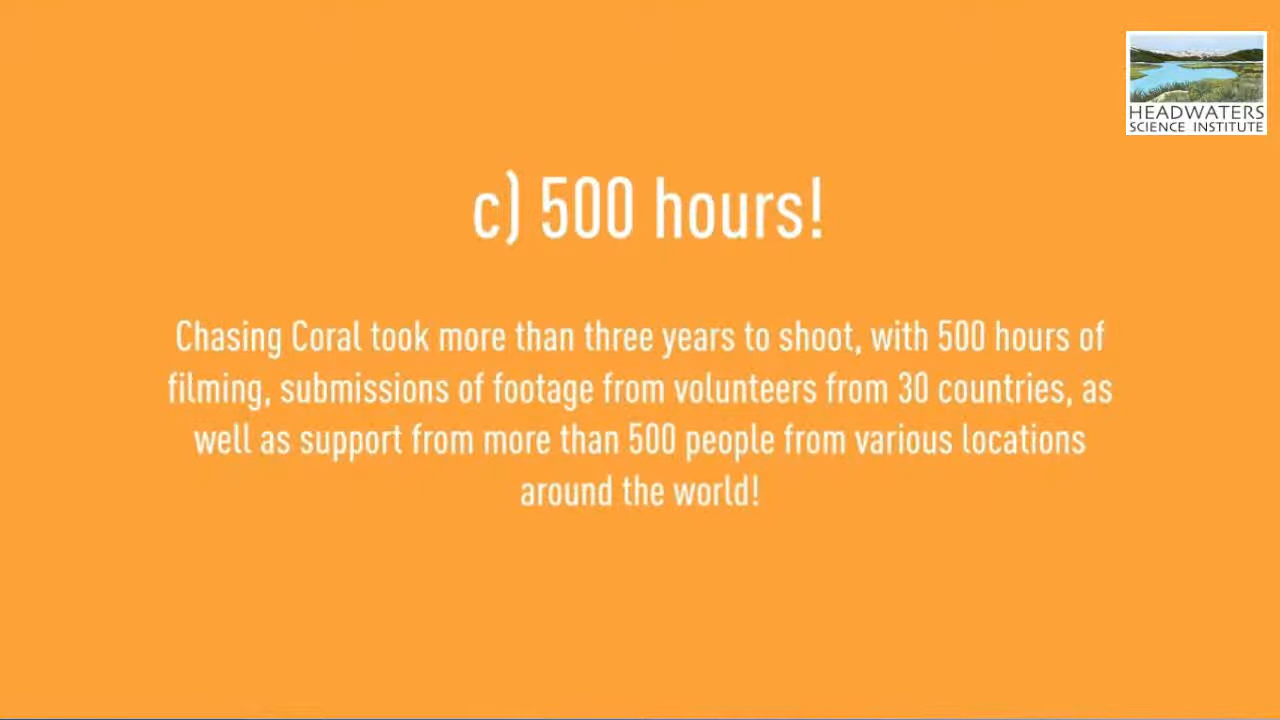 HEADWATERS
SCIENCE INSTITUTE
c) 500 hours!
Chasing Coral took more than three years to shoot, with 500 hours of
filming, submissions of footage from volunteers from 30 countries, as
well as support from more than 500 people from various locations
around the world!